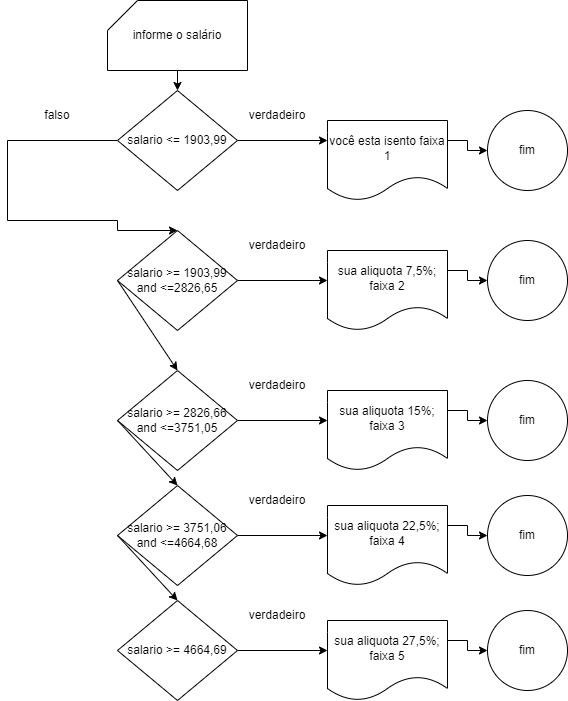 informe o salário
falso
verdadeiro
salario <= 1903,99
você esta isento faixa
1
fim
verdadeiro
salario >= 1903,99
and <=2826,65
sua aliquota 7,5%;
faixa 2
fim
verdadeiro
salario >= 2826,66
and <=3751,05
sua aliquota 15%;
faixa 3
fim
verdadeiro
salario >= 3751,06
and <=4664,68
sua aliquota 22,5%;
faixa 4
fim
verdadeiro
salario >= 4664,69
sua aliquota 27,5%;
faixa 5
fim